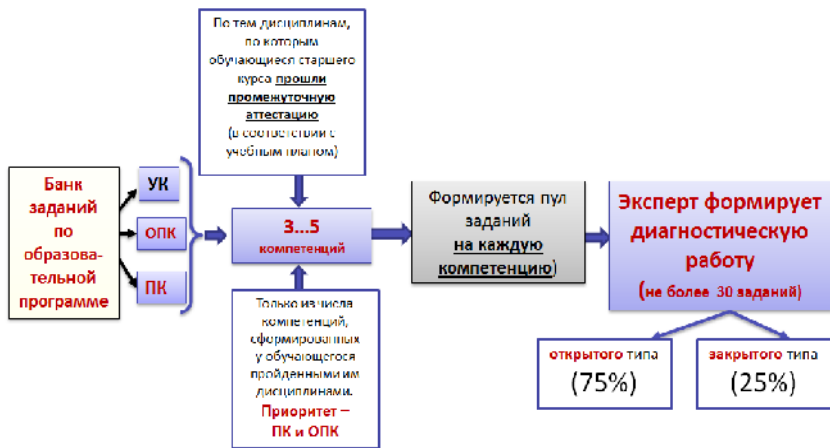 По тем дисциплинам,
по которым
обучающиеся старшего
курса прошли
промежуточную
аттестацию
(в соответствии с
учебным планом)
Банк
заданий
по
образова-
тельной
программе
УК
ОПК
ПК
3...5
компетенций
Только из числа
компетенций,
сформированных
у обучающегося
пройденными им
дисциплинами.
Приоритет –
ПК и ОПК
Формируется пул
заданий
на каждую
компетенцию)
Эксперт формирует
диагностическую
работу
(не более 30 заданий)
открытого типа
(75%)
закрытого типа
(25%)